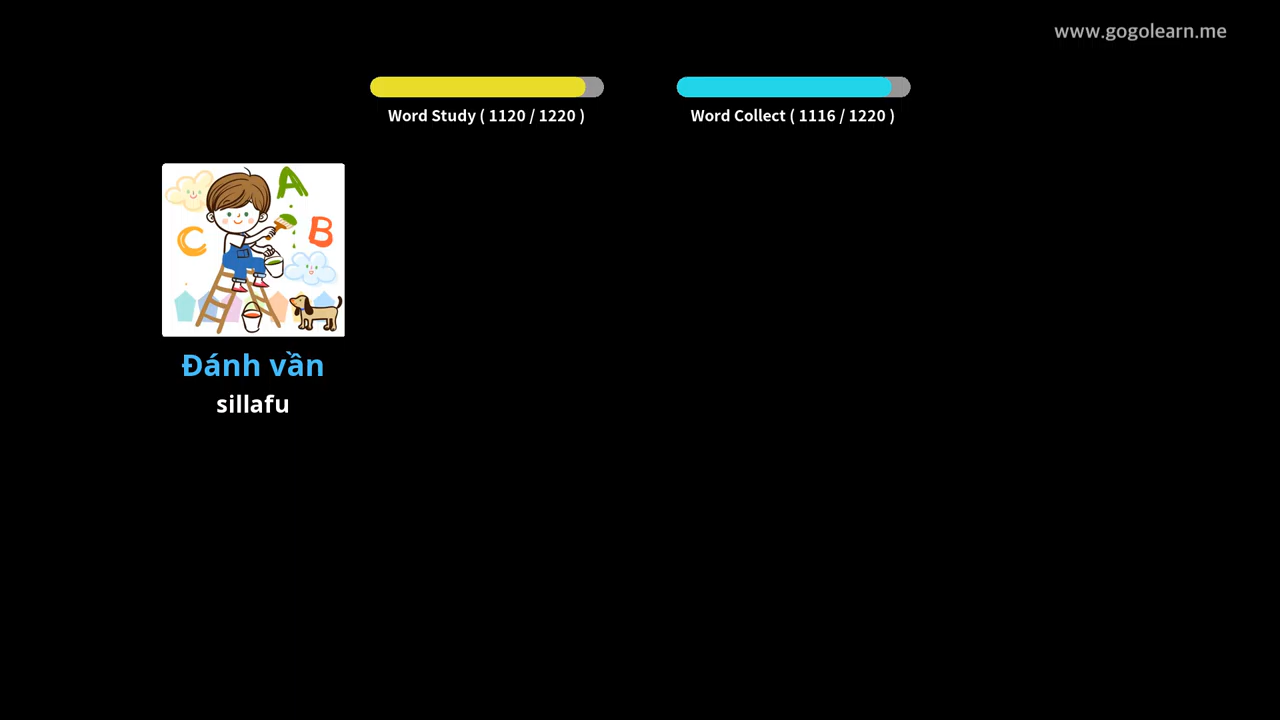 www.gogolearn.me
Word Study ( 1120 / 1220 )
Word Collect ( 1116 / 1220 )
A
B
C
Đánh vần
sillafu